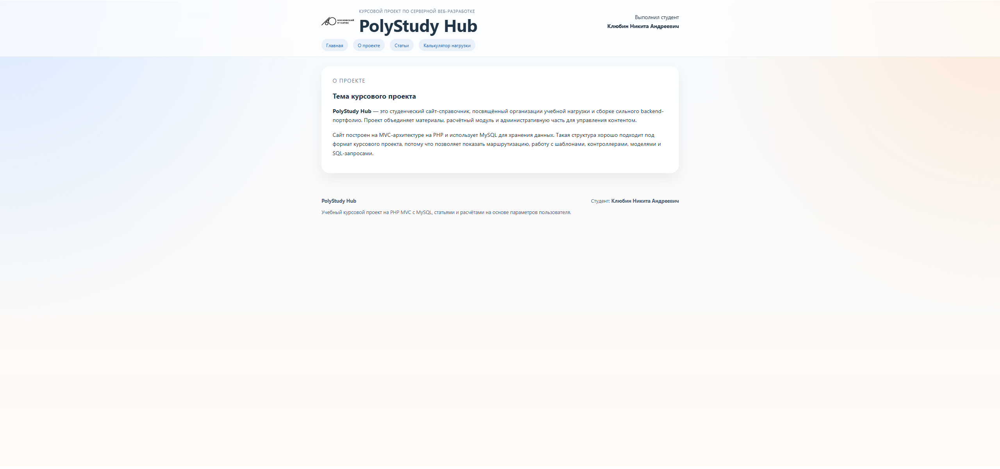 КУРСОВОЙ ПРОЕКТ ПО СЕРВЕРНОЙ ВЕБ-РАЗРАБОТКЕ
московский
политех
PolyStudy Hub
Выполнил студент
Клюбин Никита Андреевич
Главная
О проекте
Статьи
Калькулятор нагрузки
О ПРОЕКТЕ
Тема курсового проекта
PolyStudy Hub — это студенческий сайт-справочник, посвящённый организации учебной нагрузки и сборке сильного backend-
портфолио. Проект объединяет материалы, расчётный модуль и административную часть для управления контентом.
Сайт построен на MVC-архитектуре на PHP и использует MySQL для хранения данных. Такая структура хорошо подходит под
формат курсового проекта, потому что позволяет показать маршрутизацию, работу с шаблонами, контроллерами, моделями и
SQL-запросами.
PolyStudy Hub
Студент: Клюбин Никита Андреевич
Учебный курсовой проект на PHP MVC с MySQL, статьями и расчётами на основе параметров пользователя.